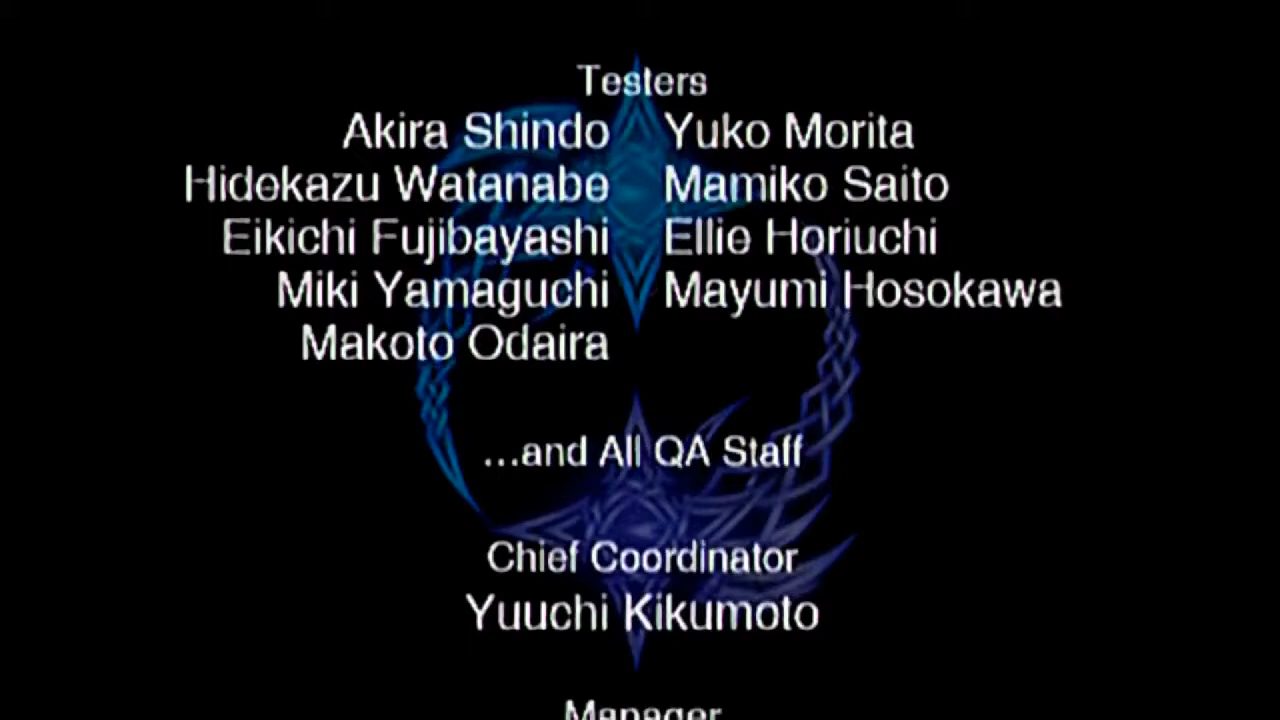 Testers
Akira Shindo Yuko Morita
Hidekazu Watanabe Mamiko Saito
Eikichi Fujibayashi Ellie Horiuchi
Miki Yamaguchi Mayumi Hosokawa
Makoto Odaira
...and All QA Staff
Chief Coordinator
Yuuchi Kikumoto
Manager